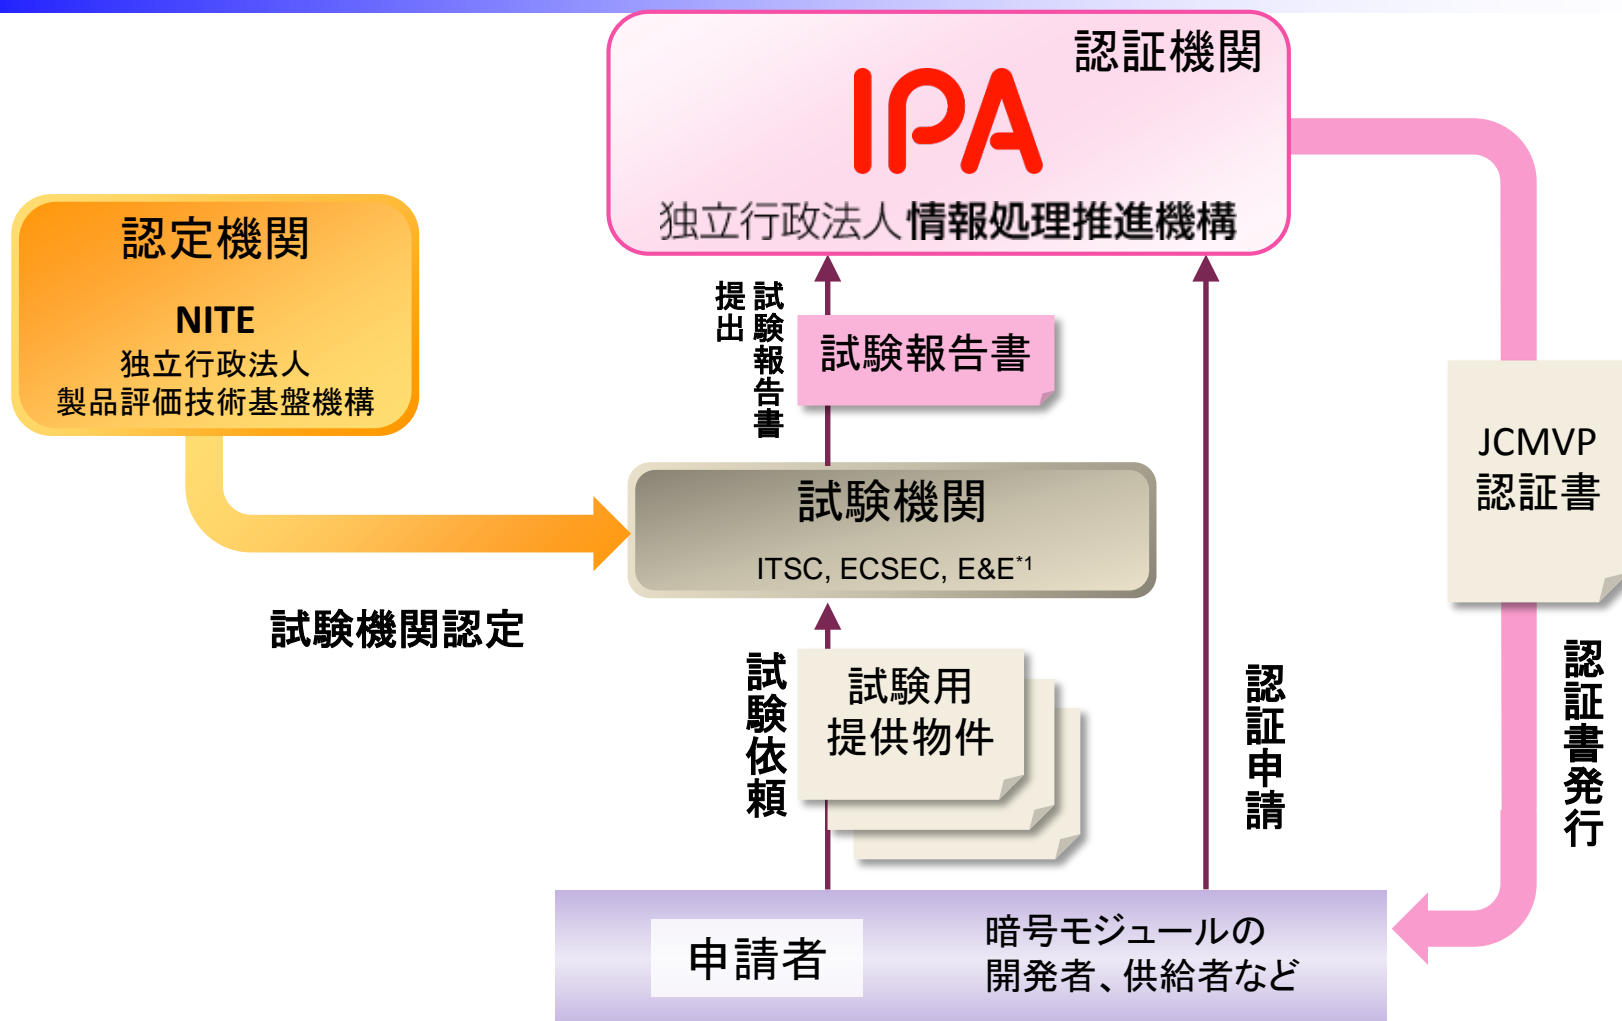 認証機関
IPA
独立行政法人情報処理推進機構
認定機関
NITE
独立行政法人
製品評価技術基盤機構
試験報告書
提出
試験報告書
JCMVP
認証書
試験機関
ITSC, ECSEC, E&E*1
試験機関認定
試験依頼
試験用
提供物件
認証申請
認証書発行
申請者
暗号モジュールの
開発者、供給者など